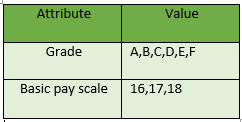 Attribute Value
Grade A,B,C,D,E,F
Basic pay scale 16,17,18